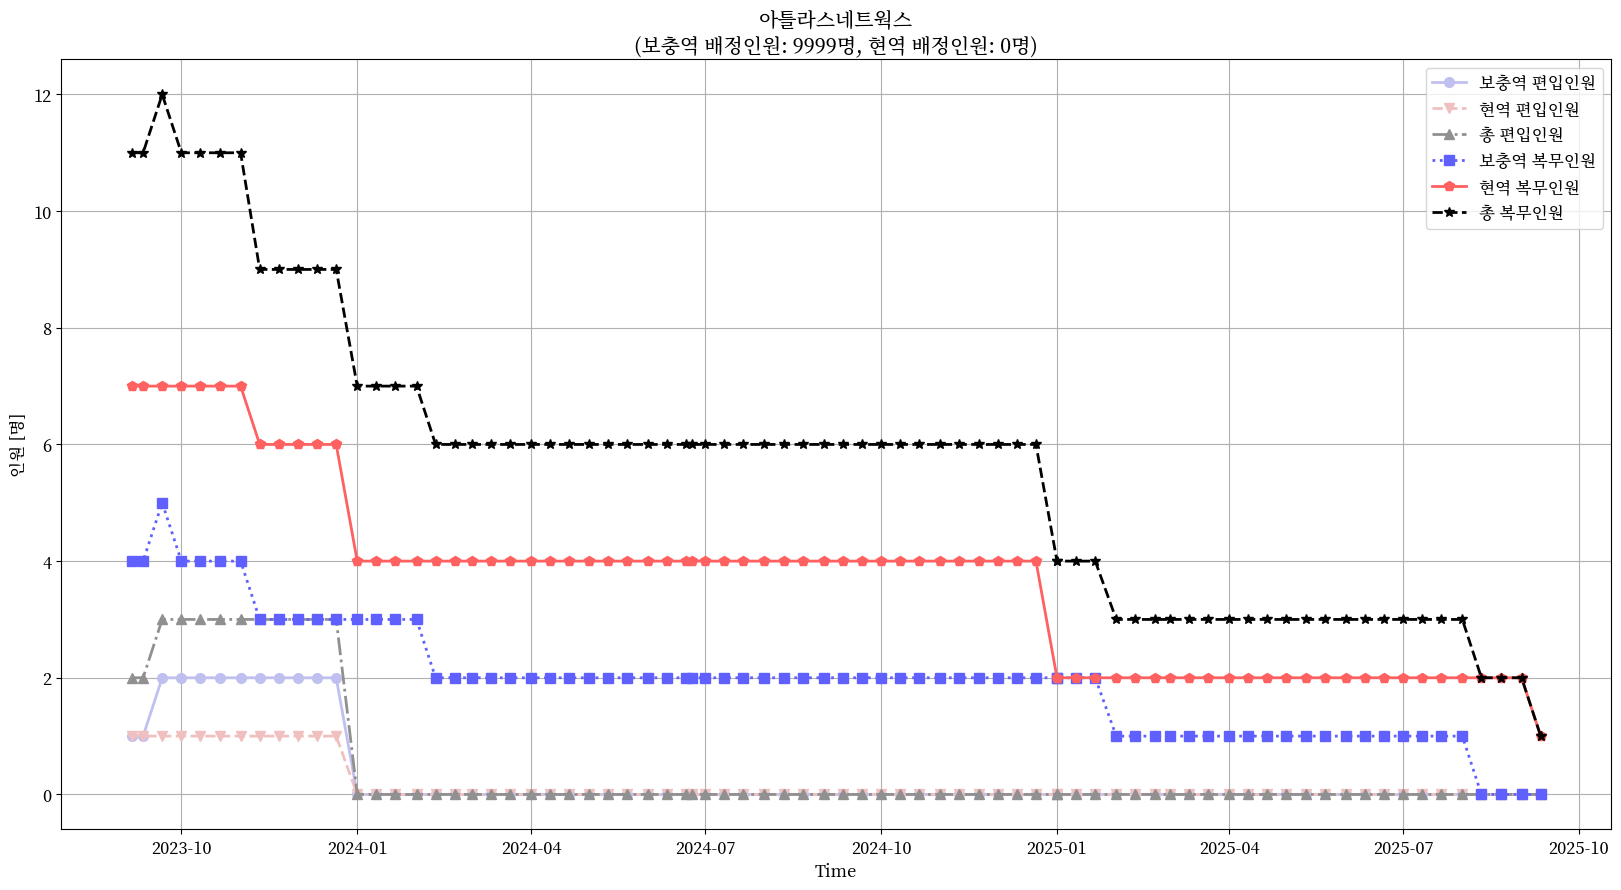 아틀라스네트웍스
(보충역 배정인원: 9999명, 현역 배정인원: 0명)
12
10
8
6
4
2
0
인원 [명]
보충역 편입인원
현역 편입인원
총 편입인원
보충역 복무인원
현역 복무인원
총 복무인원
2023-10
2024-01
2024-04
2024-07
2024-10
2025-01
2025-04
2025-07
2025-10
Time